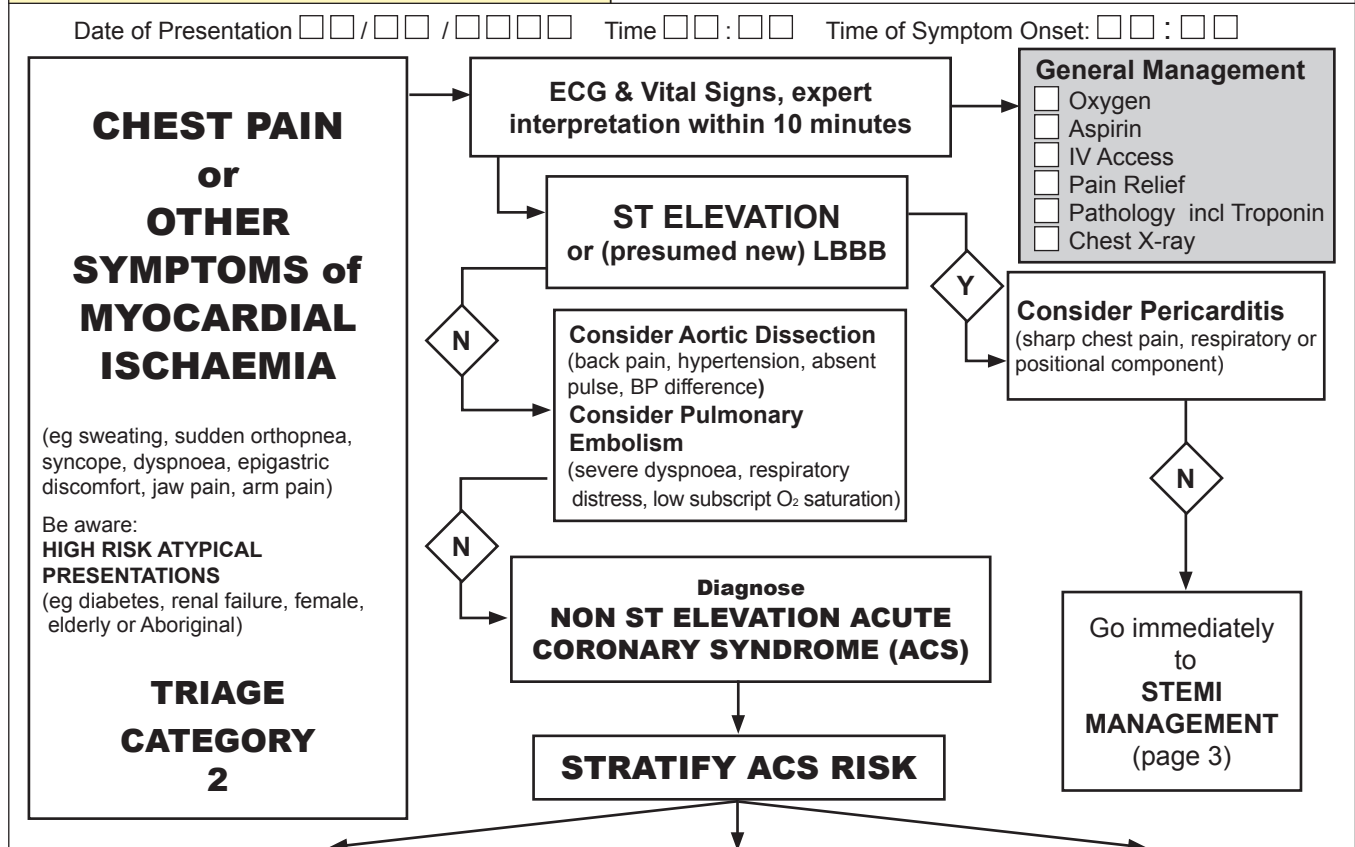 Date of Presentation □□/□□ /□□□□ Time □□:□□ Time of Symptom Onset: □□:□□
CHEST PAIN
or
OTHER
SYMPTOMS of
MYOCARDIAL
ISCHAEMIA
(eg sweating, sudden orthopnea,
syncope, dyspnoea, epigastric
discomfort, jaw pain, arm pain)
Be aware:
HIGH RISK ATYPICAL
PRESENTATIONS
(eg diabetes, renal failure, female,
elderly or Aboriginal)
TRIAGE
CATEGORY
2
ECG & Vital Signs, expert
interpretation within 10 minutes
General Management
Oxygen
Aspirin
IV Access
Pain Relief
Pathology incl Troponin
Chest X-ray
ST ELEVATION
or (presumed new) LBBB
Y
N
Consider Pericarditis
(sharp chest pain, respiratory or
positional component)
Consider Aortic Dissection
(back pain, hypertension, absent
pulse, BP difference)
Consider Pulmonary
Embolism
(severe dyspnoea, respiratory
distress, low subscript O₂ saturation)
N
N
Diagnose
NON ST ELEVATION ACUTE
CORONARY SYNDROME (ACS)
Go immediately
to
STEMI
MANAGEMENT
(page 3)
STRATIFY ACS RISK